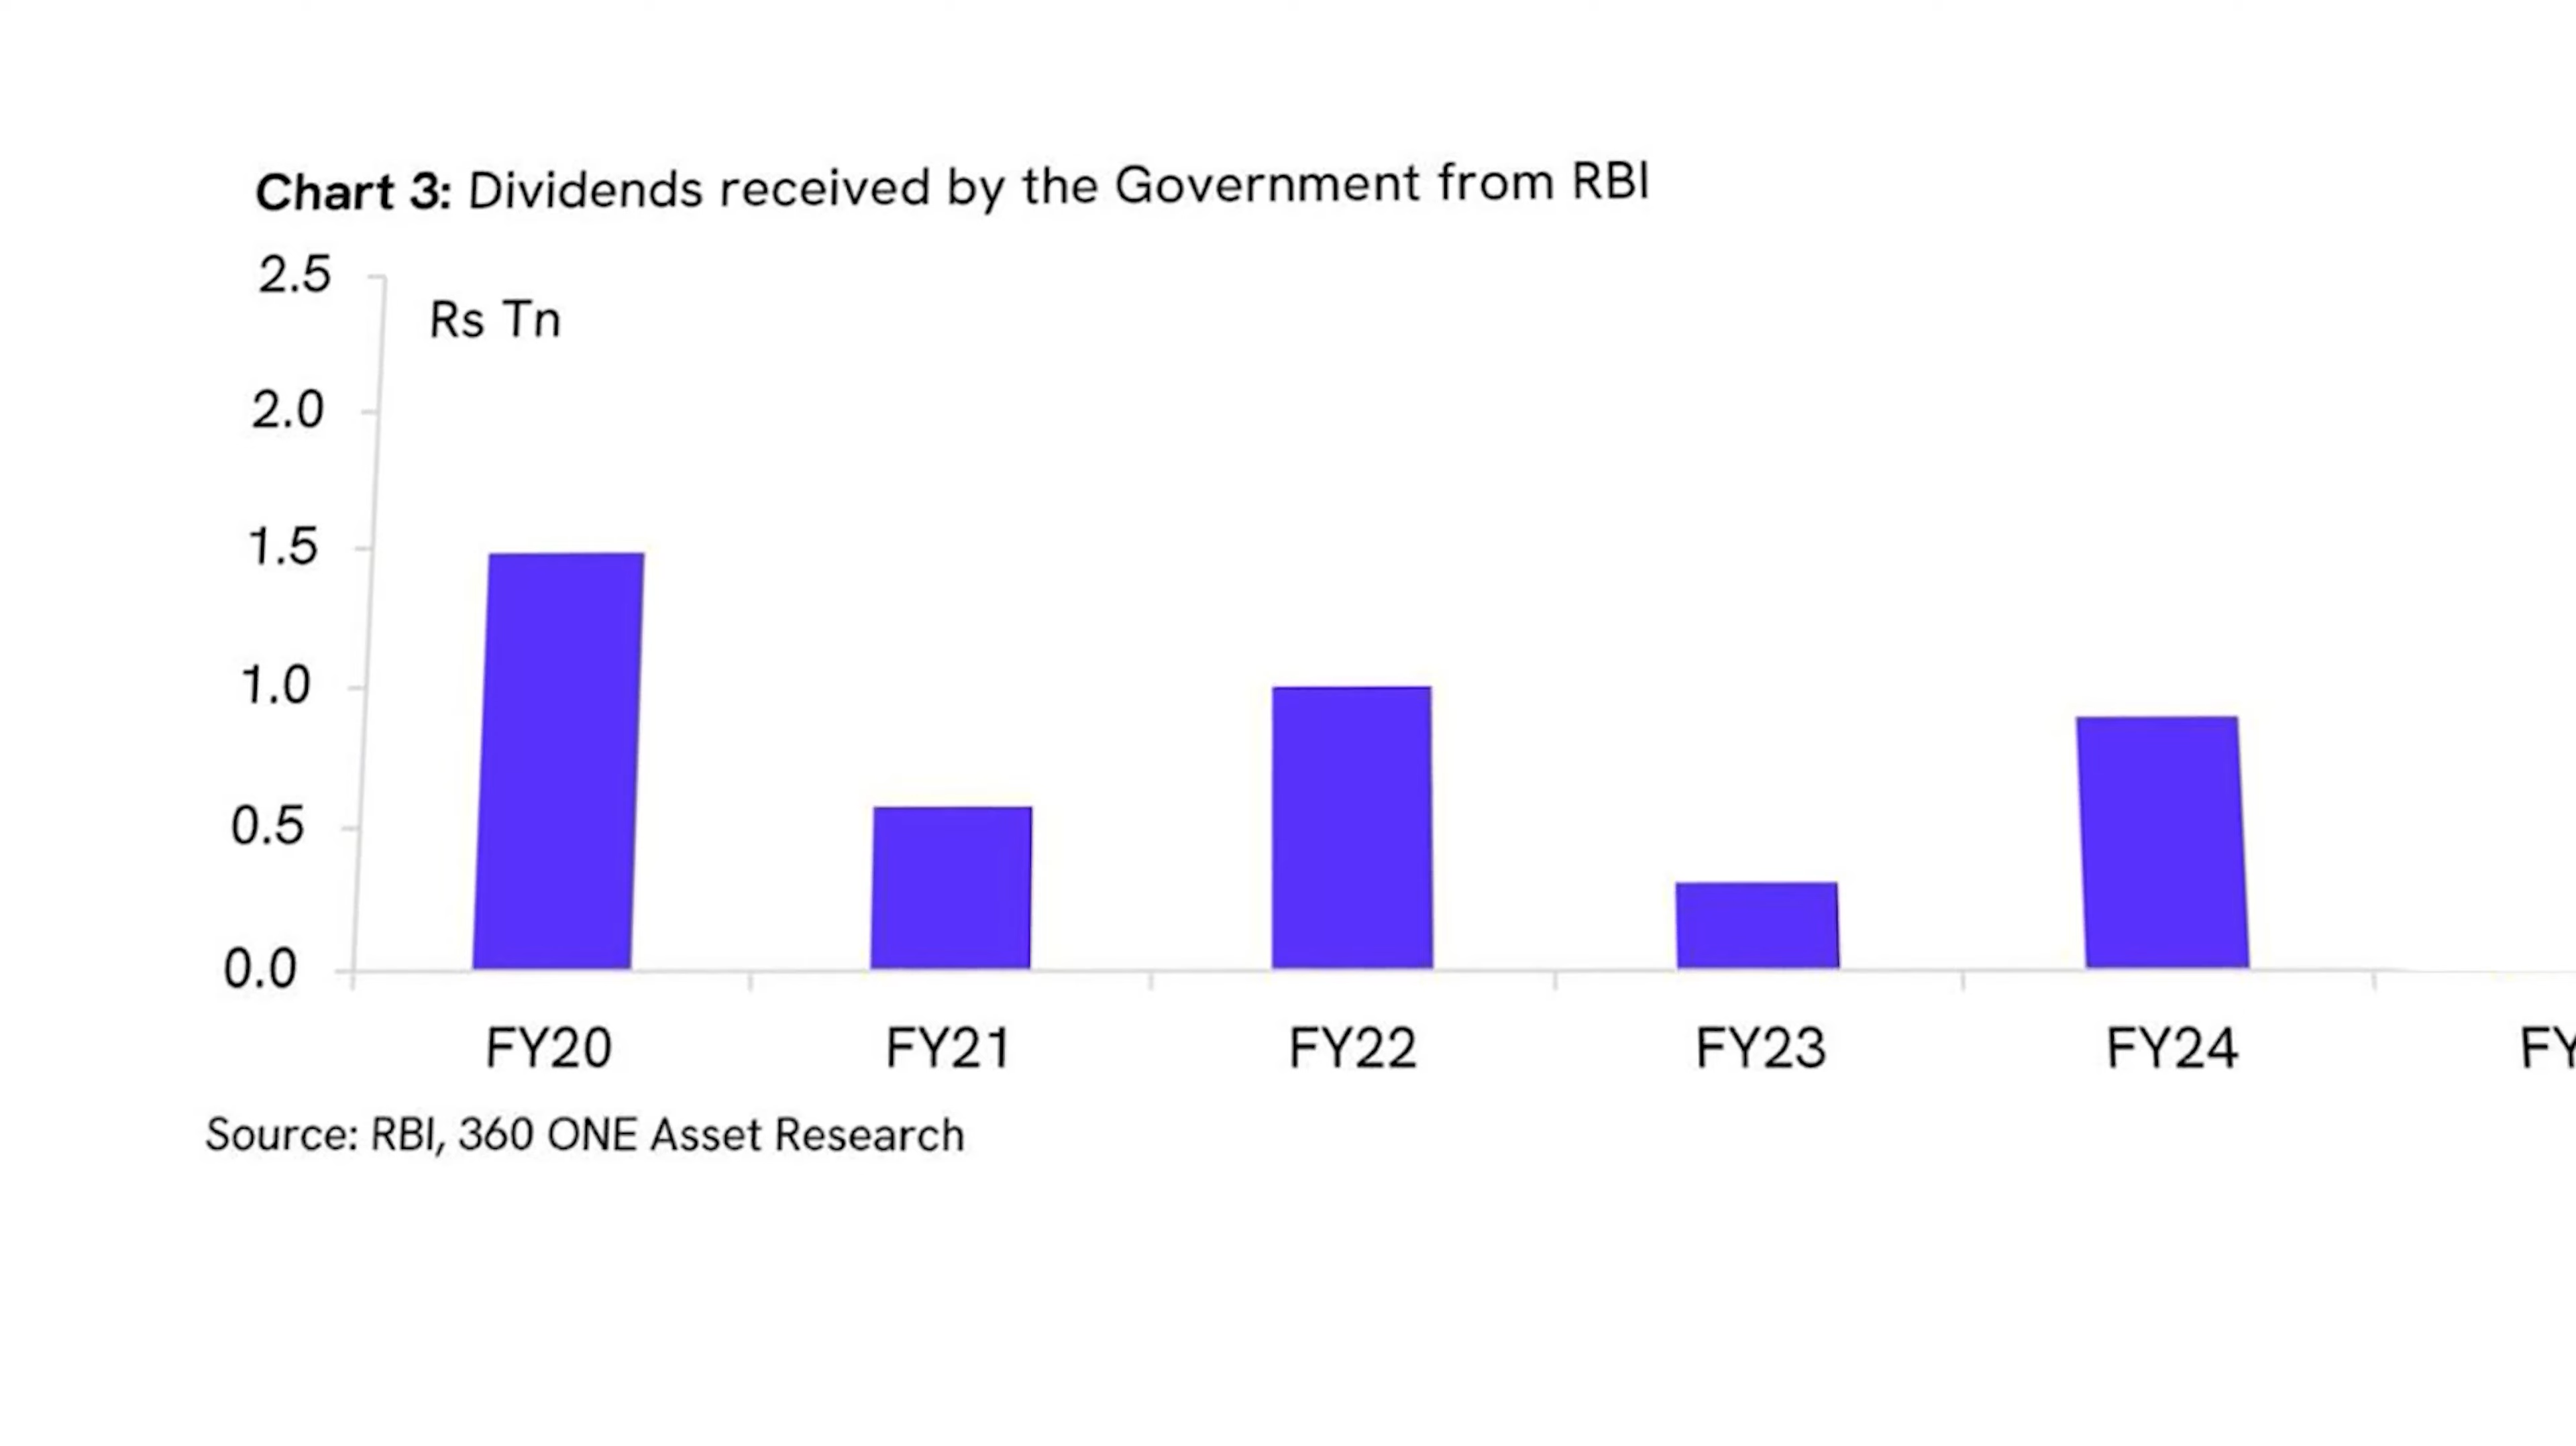 Chart 3: Dividends received by the Government from RBI
2.5
Rs Tn
2.0
1.5
1.0
0.5
0.0
FY20 FY21 FY22 FY23 FY24
Source: RBI, 360 ONE Asset Research